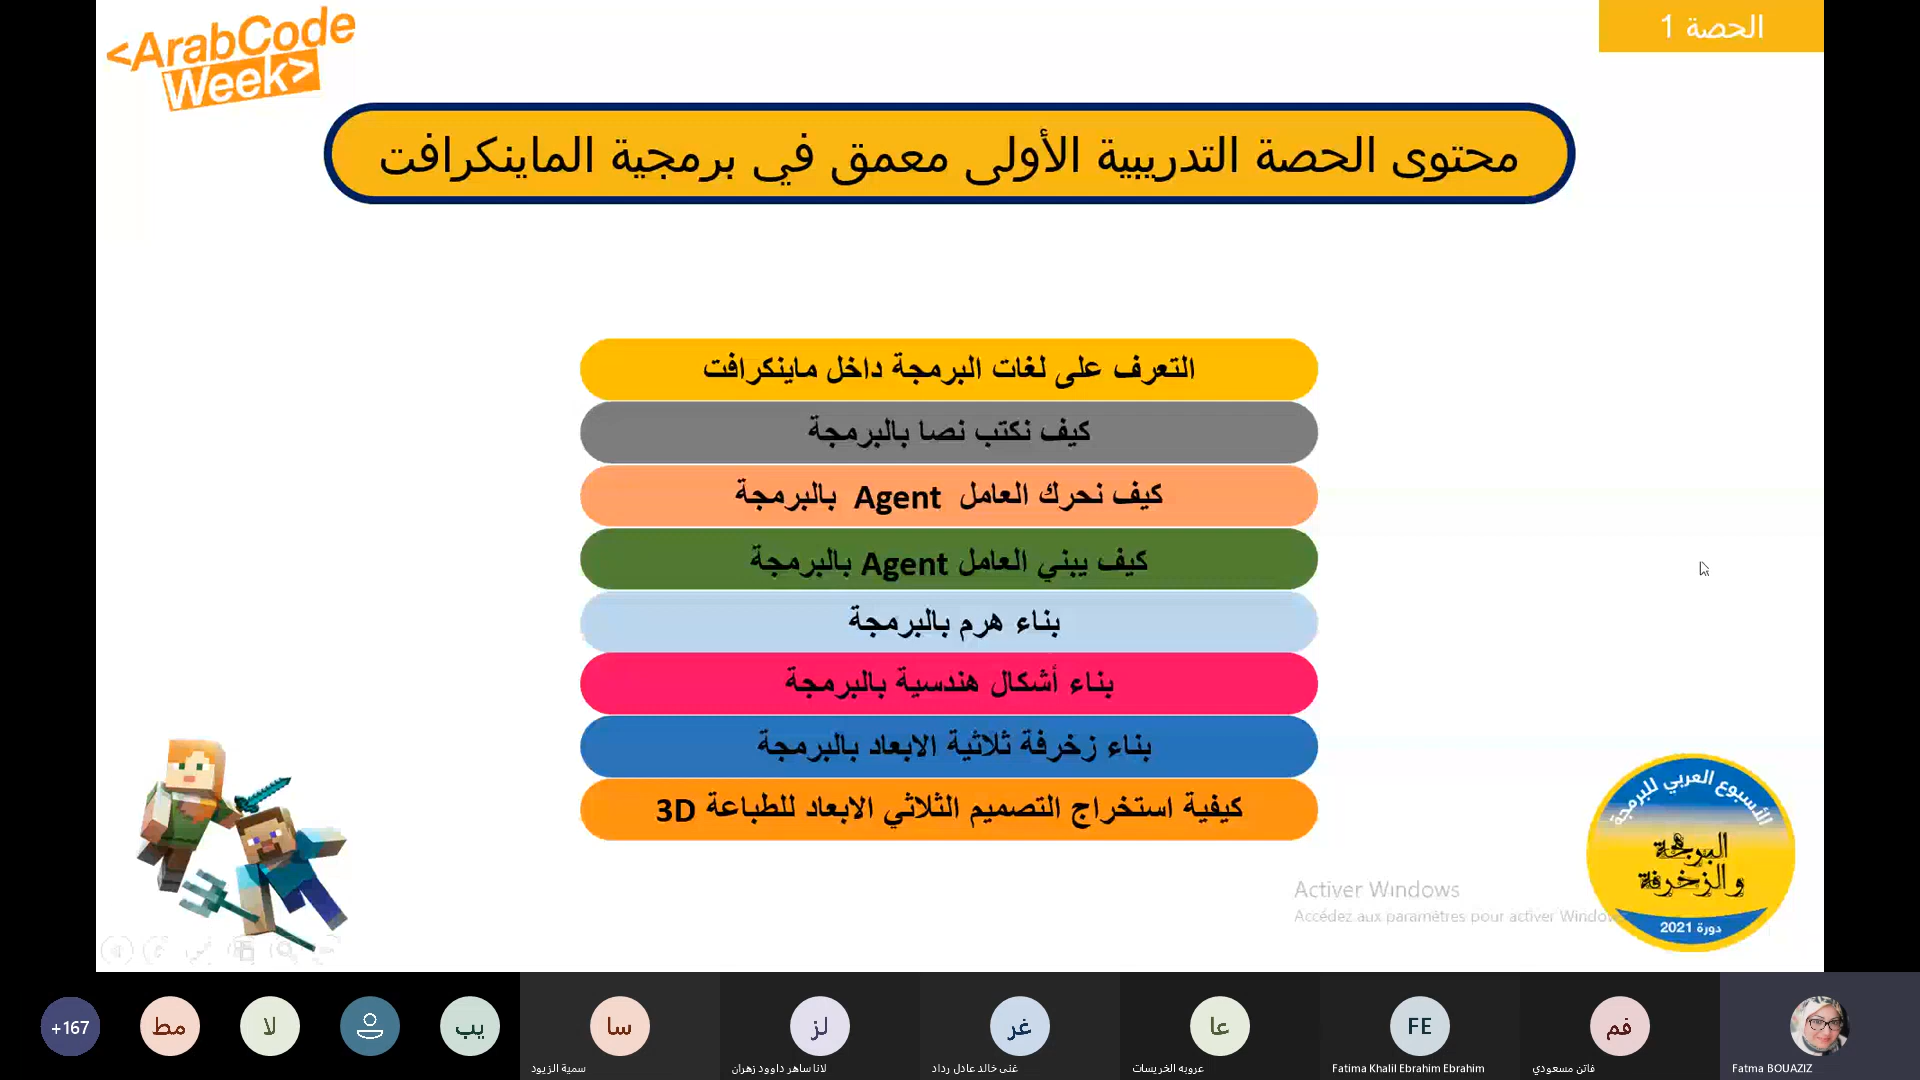 <ArabCode
Week>
الحصة 1
محتوى الحصة التدريبية الأولى معمق في برمجية الماينكرافت
التعرف على لغات البرمجة داخل ماينكرافت
كيف نكتب نصا بالبرمجة
كيف نحرك العامل Agent بالبرمجة
كيف يبني العامل Agent بالبرمجة
بناء هرم بالبرمجة
بناء أشكال هندسية بالبرمجة
بناء زخرفة ثلاثية الابعاد بالبرمجة
كيفية استخراج التصميم الثلاثي الابعاد للطباعة 3D
الأسبوع العربي للبرمجة
البرمجة
والزخرفة
دورة 2021
Activer Windows
Accédez aux paramètres pour activer Windows
+167
مط
لا
يب
سا
سمية الزيود
لز
لانا ساهر داوود زهران
غر
غنى خالد عادل رداد
عا
عروبه الخريسات
FE
Fatima Khalil Ebrahim Ebrahim
فم
فاتن مسعودي
Fatma BOUAZIZ